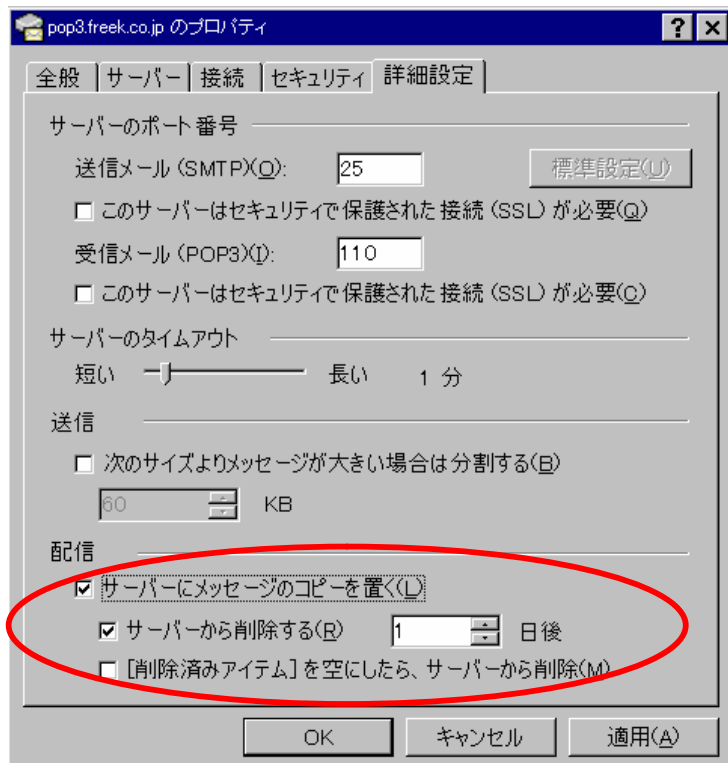 pop3.freek.co.jp のプロパティ
全般 サーバー 接続 セキュリティ 詳細設定
サーバーのポート番号
送信メール (SMTP)(O): 25 標準設定(U)
このサーバーはセキュリティで保護された接続 (SSL) が必要(Q)
受信メール (POP3)(I): 110
このサーバーはセキュリティで保護された接続 (SSL) が必要(C)
サーバーのタイムアウト
短い 長い 1 分
送信
次のサイズよりメッセージが大きい場合は分割する(B)
60 KB
配信
サーバーにメッセージのコピーを置く(L)
サーバーから削除する(R) 1 日後
[削除済みアイテム] を空にしたら、サーバーから削除(M)
OK キャンセル 適用(A)